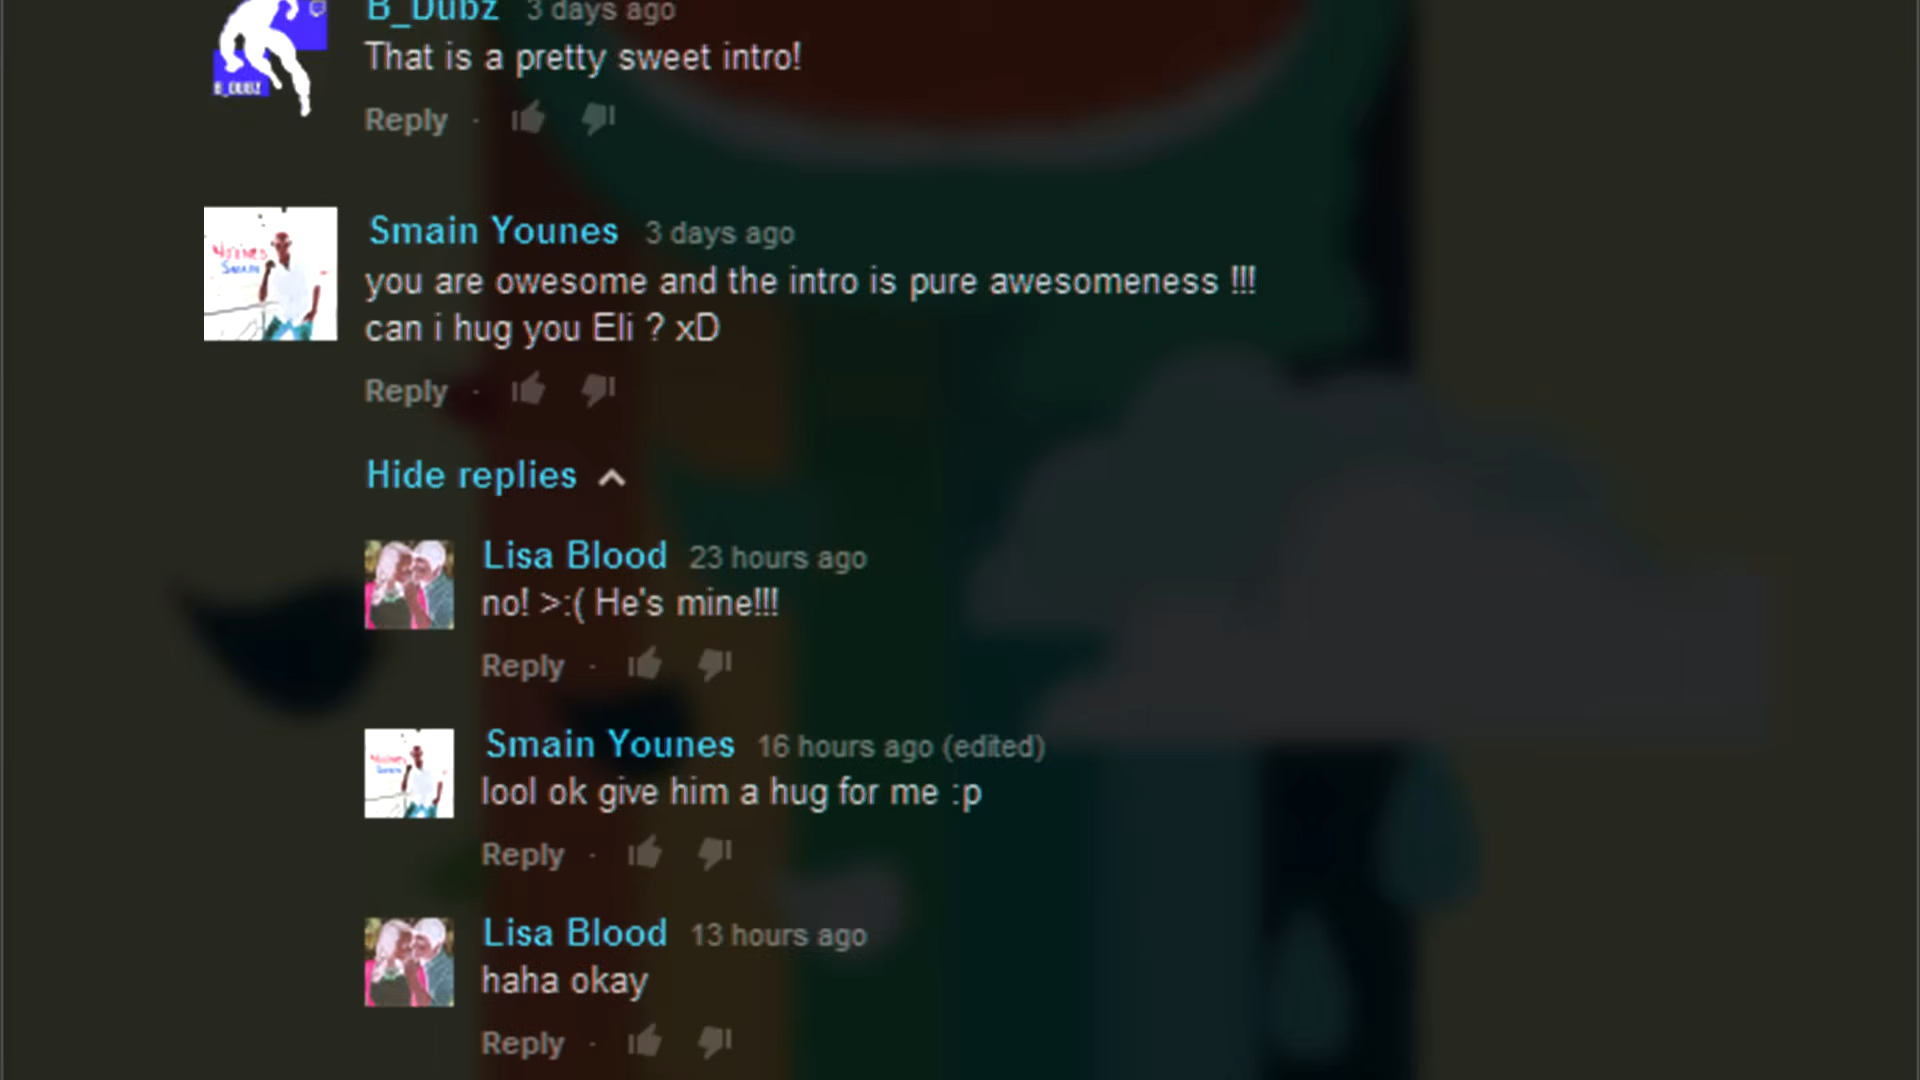 B_Dubz 3 days ago
That is a pretty sweet intro!
B_DUBZ
Reply ·
Smain Younes 3 days ago
you are owesome and the intro is pure awesomeness !!!
can i hug you Eli ? xD
Reply ·
Hide replies
Lisa Blood 23 hours ago
no! >:( He's mine!!!
Reply ·
Smain Younes 16 hours ago (edited)
lool ok give him a hug for me :p
Reply ·
Lisa Blood 13 hours ago
haha okay
Reply ·